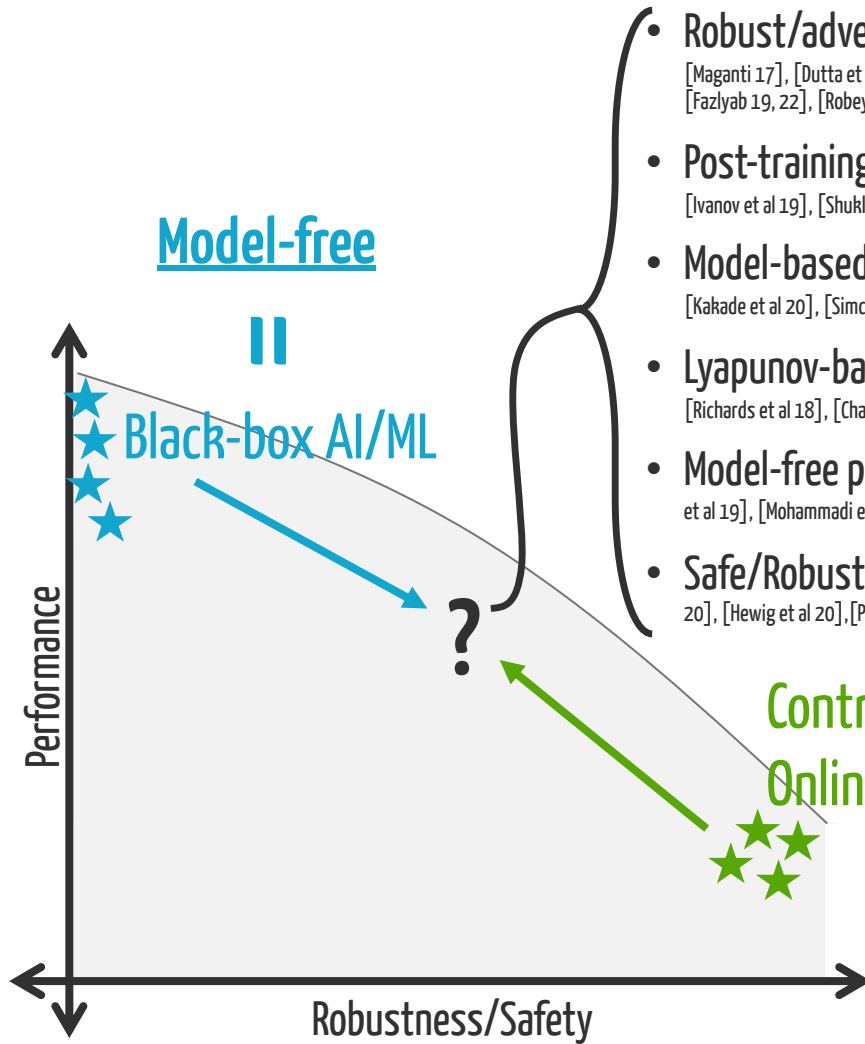 • Robust/adve
[Maganti 17], [Dutta et
[Fazlyab 19, 22], [Robey
• Post-training
[Ivanov et al 19], [Shukl
• Model-based
[Kakade et al 20], [Simc
• Lyapunov-ba
[Richards et al 18], [Cha
• Model-free p
et al 19], [Mohammadi e
• Safe/Robust
20], [Hewig et al 20],[P
Model-free
=
Black-box AI/ML
?
Contr
Onlin
Performance
Robustness/Safety